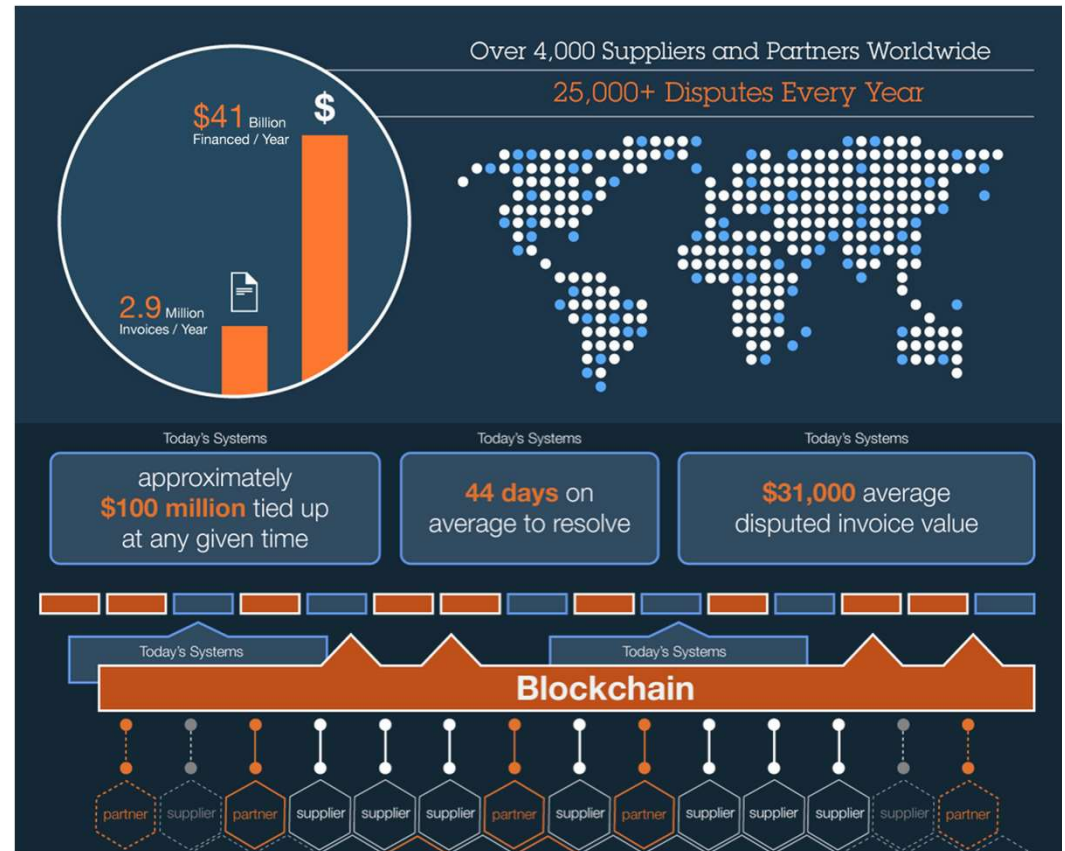 Over 4,000 Suppliers and Partners Worldwide
25,000+ Disputes Every Year
$
$41 Billion
Financed / Year
2.9 Million
Invoices / Year
Today's Systems
approximately
$100 million tied up
at any given time
Today's Systems
44 days on
average to resolve
Today's Systems
$31,000 average
disputed invoice value
Today's Systems
Today's Systems
Blockchain
partner supplier partner supplier supplier supplier partner supplier partner supplier supplier supplier supplier partner